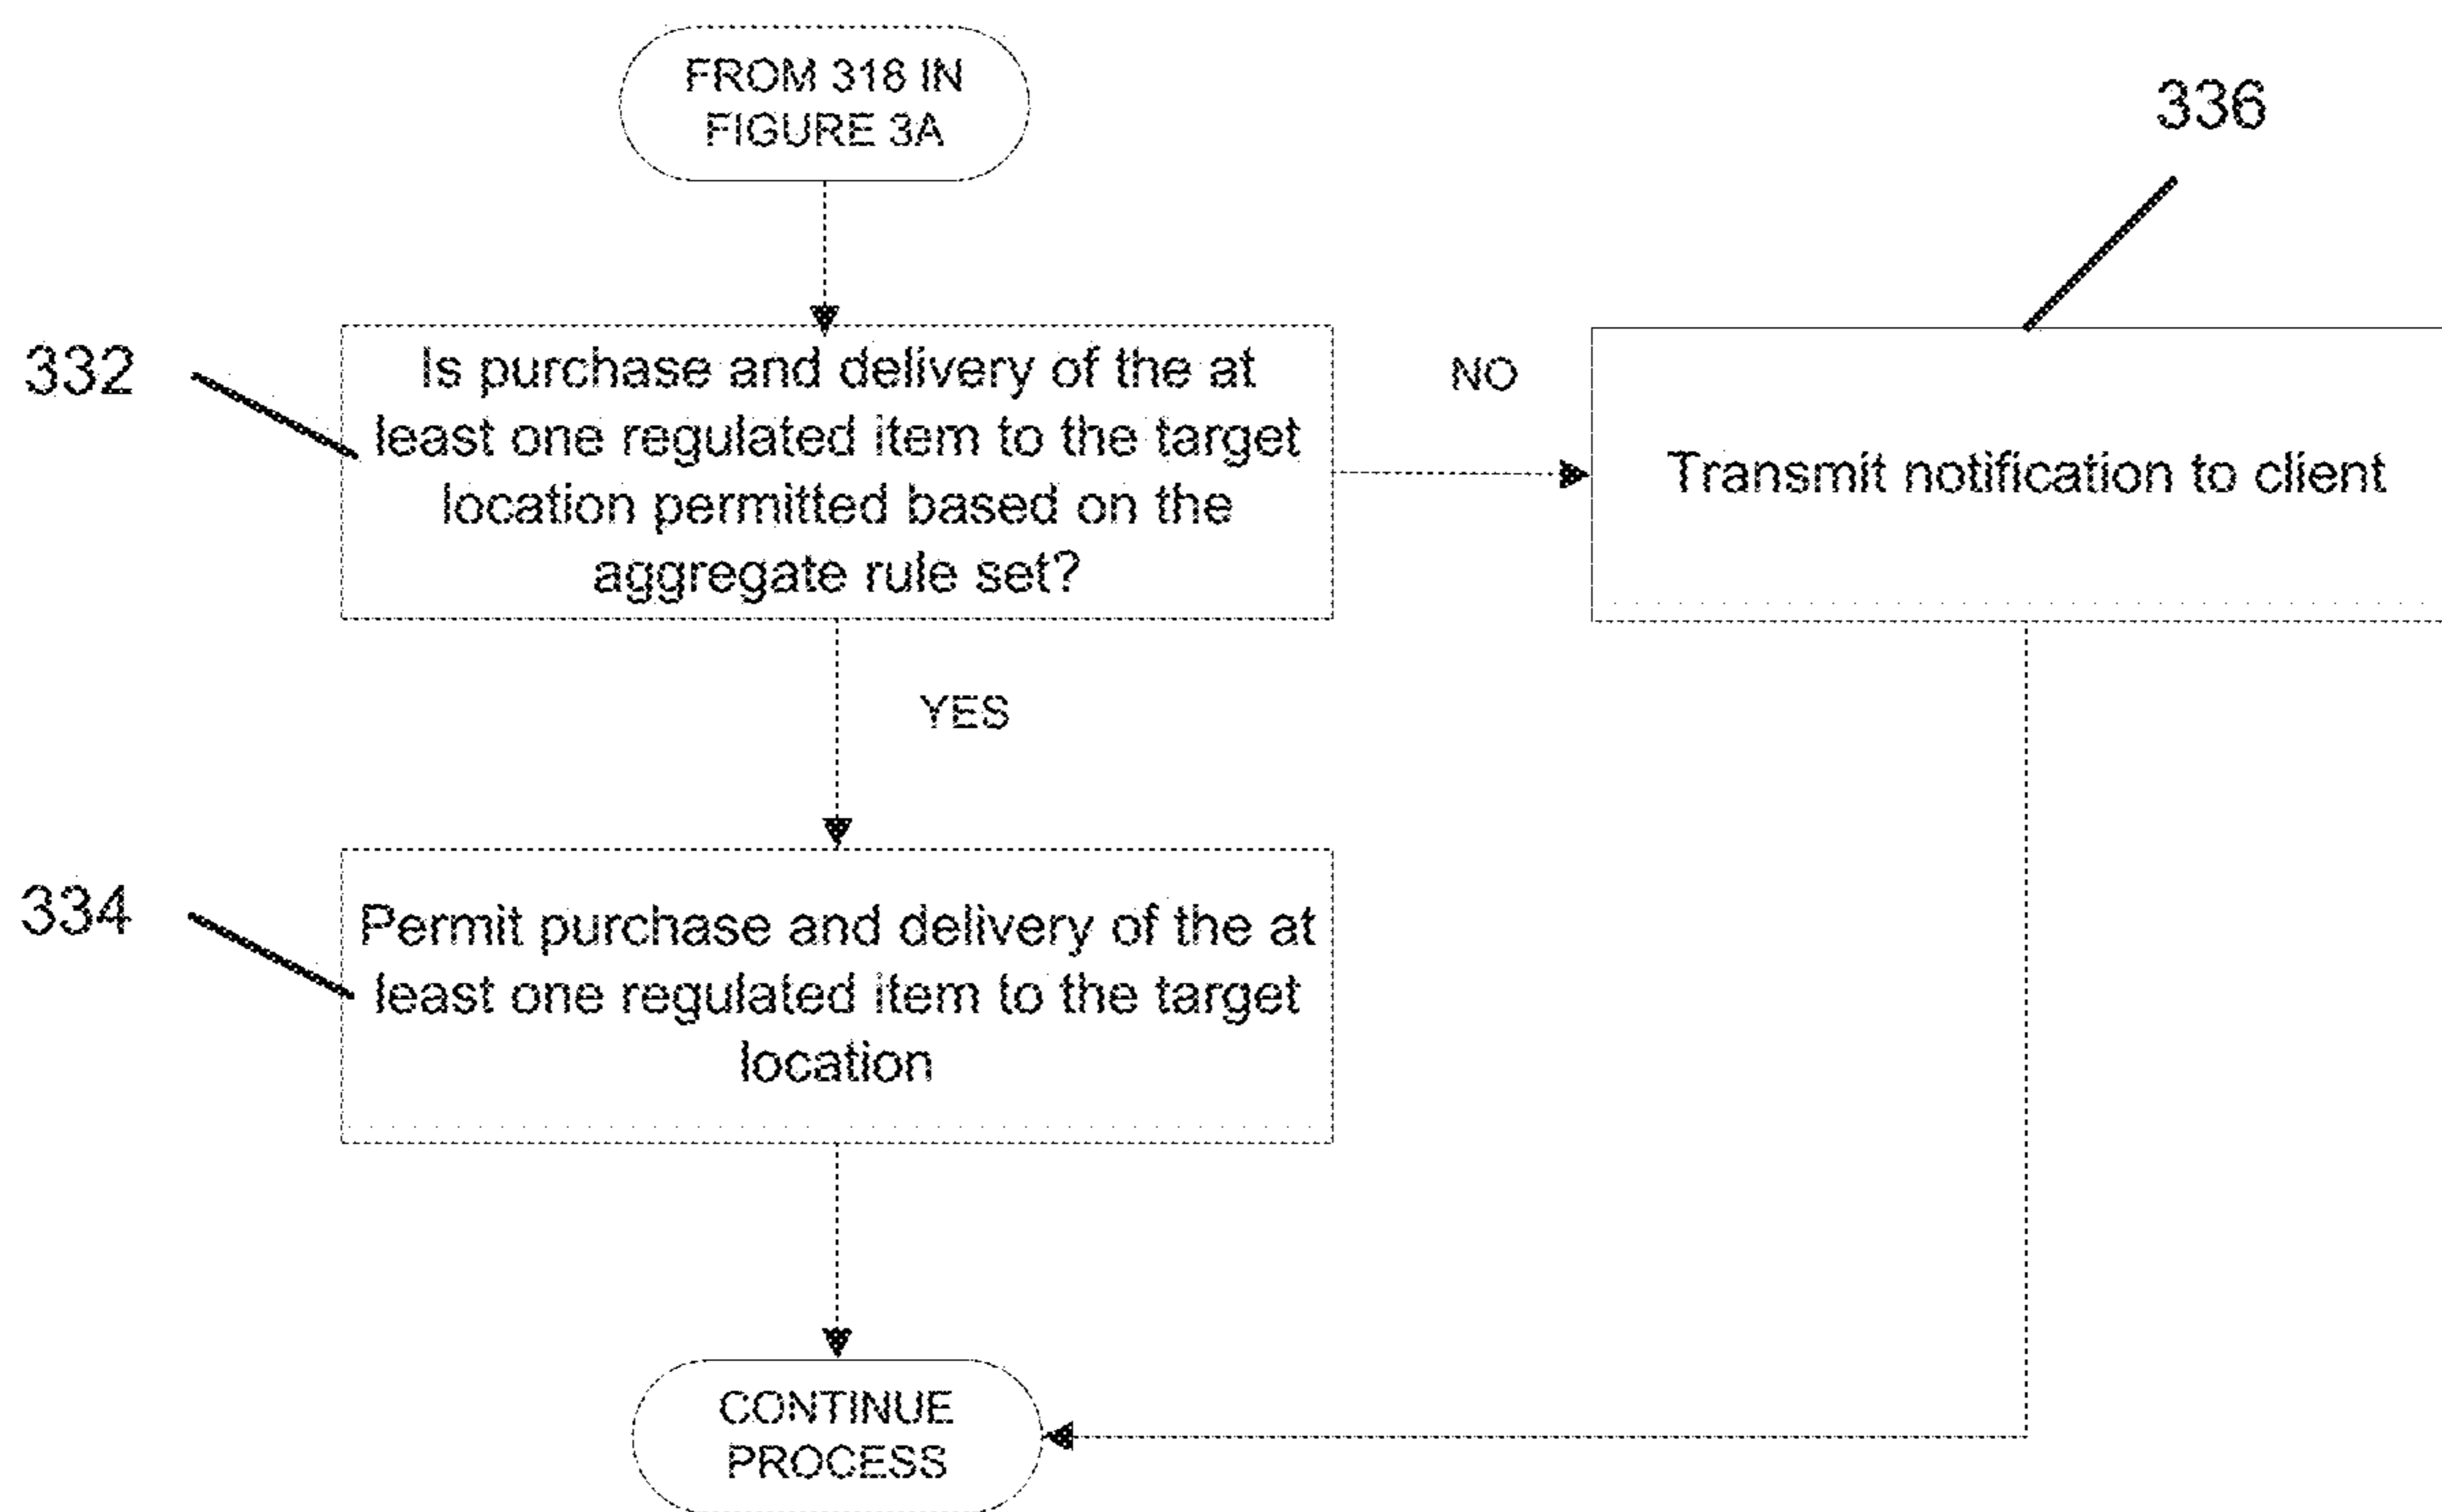 FROM 318 IN
FIGURE 3A
336
332
Is purchase and delivery of the at
least one regulated item to the target
location permitted based on the
aggregate rule set?
NO
Transmit notification to client
YES
334
Permit purchase and delivery of the at
least one regulated item to the target
location
CONTINUE
PROCESS